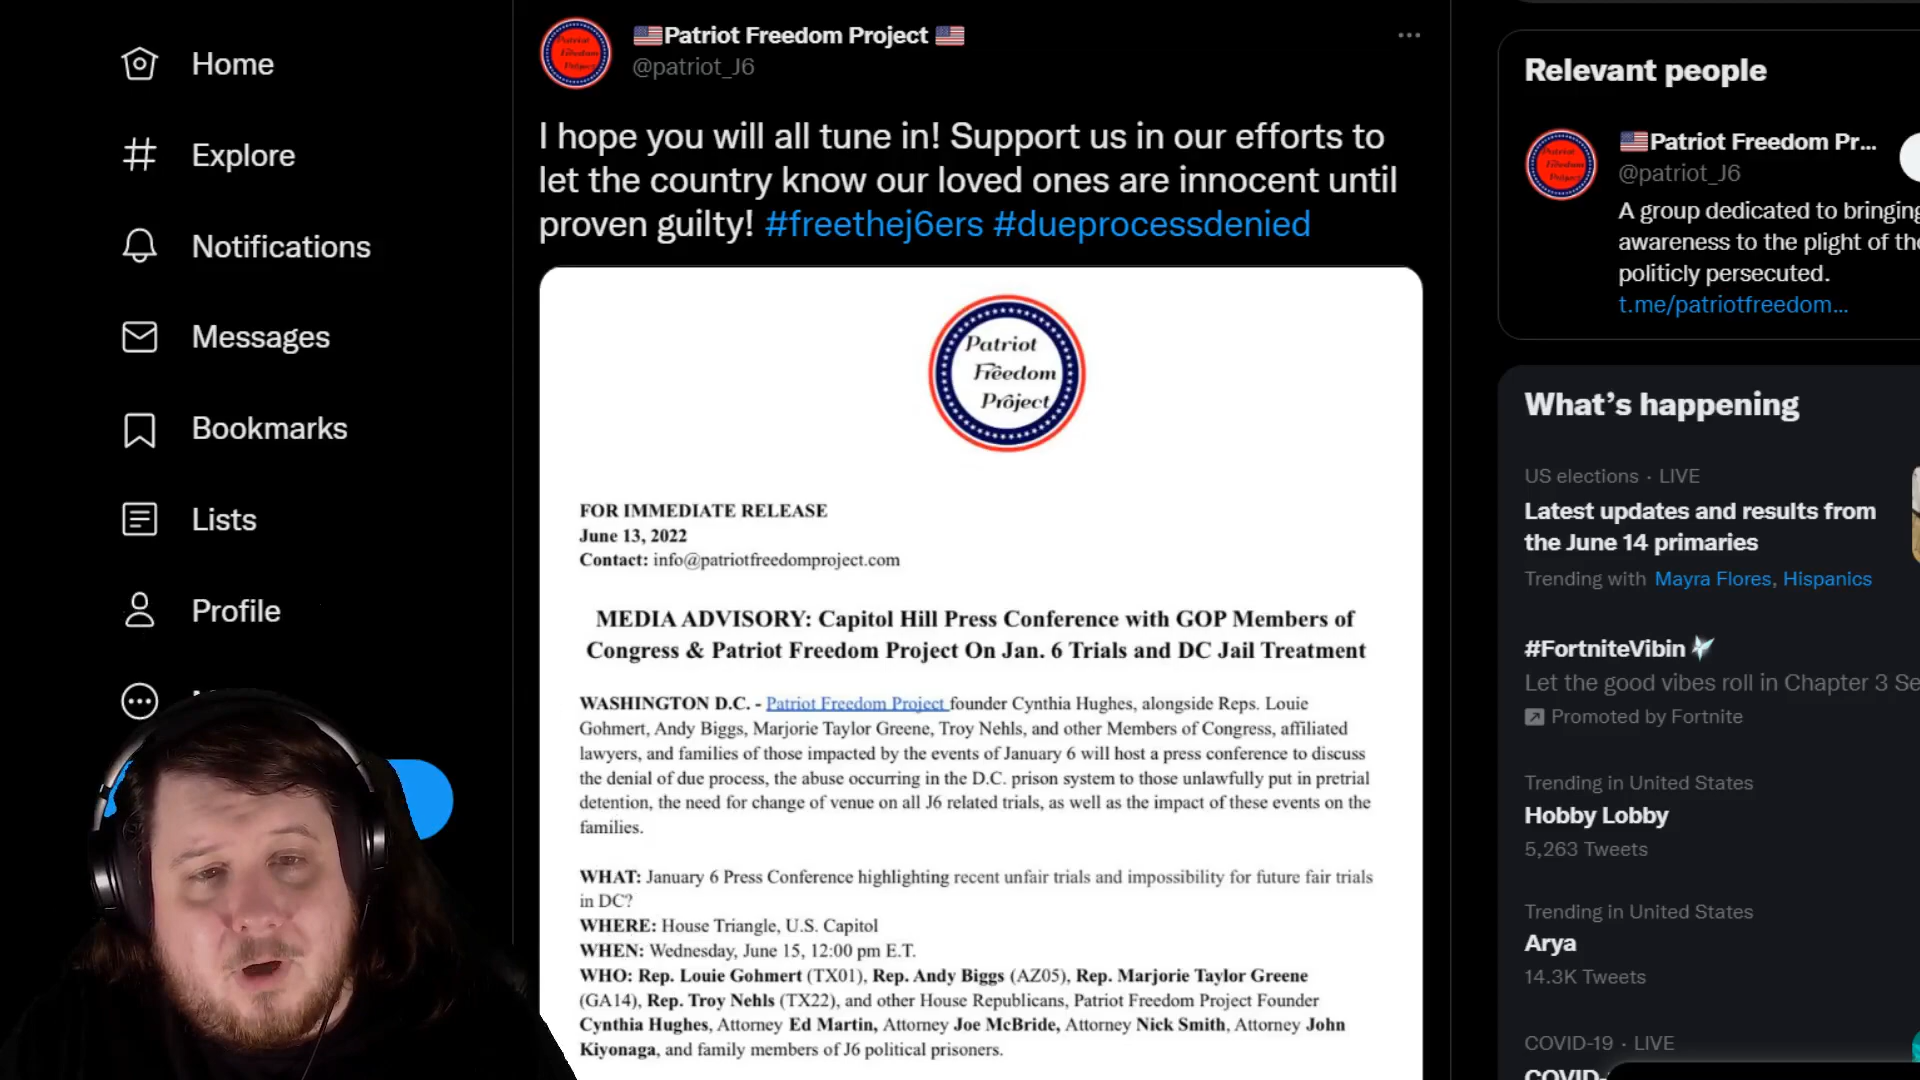 Home
Explore
Notifications
Messages
Bookmarks
Lists
Profile
🇺🇸Patriot Freedom Project 🇺🇸
@patriot_J6
I hope you will all tune in! Support us in our efforts to
let the country know our loved ones are innocent until
proven guilty! #freethej6ers #dueprocessdenied
Patriot
Freedom
Project
FOR IMMEDIATE RELEASE
June 13, 2022
Contact: info@patriotfreedomproject.com
MEDIA ADVISORY: Capitol Hill Press Conference with GOP Members of
Congress & Patriot Freedom Project On Jan. 6 Trials and DC Jail Treatment
WASHINGTON D.C. - Patriot Freedom Project founder Cynthia Hughes, alongside Reps. Louie
Gohmert, Andy Biggs, Marjorie Taylor Greene, Troy Nehls, and other Members of Congress, affiliated
lawyers, and families of those impacted by the events of January 6 will host a press conference to discuss
the denial of due process, the abuse occurring in the D.C. prison system to those unlawfully put in pretrial
detention, the need for change of venue on all J6 related trials, as well as the impact of these events on the
families.
WHAT: January 6 Press Conference highlighting recent unfair trials and impossibility for future fair trials
in DC?
WHERE: House Triangle, U.S. Capitol
WHEN: Wednesday, June 15, 12:00 pm E.T.
WHO: Rep. Louie Gohmert (TX01), Rep. Andy Biggs (AZ05), Rep. Marjorie Taylor Greene
(GA14), Rep. Troy Nehls (TX22), and other House Republicans, Patriot Freedom Project Founder
Cynthia Hughes, Attorney Ed Martin, Attorney Joe McBride, Attorney Nick Smith, Attorney John
Kiyonaga, and family members of J6 political prisoners.
Relevant people
Patriot
Freedom
Project
🇺🇸Patriot Freedom Pr...
@patriot_J6
A group dedicated to bringing
awareness to the plight of the
politicly persecuted.
t.me/patriotfreedom...
What's happening
US elections · LIVE
Latest updates and results from
the June 14 primaries
Trending with Mayra Flores, Hispanics
#FortniteVibin
Let the good vibes roll in Chapter 3 Se
Promoted by Fortnite
Trending in United States
Hobby Lobby
5,263 Tweets
Trending in United States
Arya
14.3K Tweets
COVID-19 · LIVE
COVID-